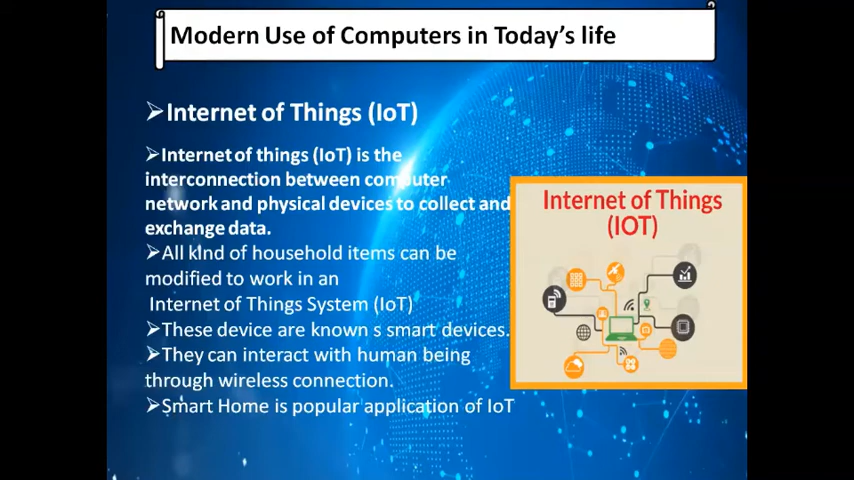 Modern Use of Computers in Today's life
➢Internet of Things (IoT)
➢Internet of things (IoT) is the
interconnection between computer
network and physical devices to collect and
exchange data.
➢All kind of household items can be
modified to work in an
Internet of Things System (IoT)
➢These device are known s smart devices.
➢They can interact with human being
through wireless connection.
➢Smart Home is popular application of IoT
Internet of Things
(IOT)